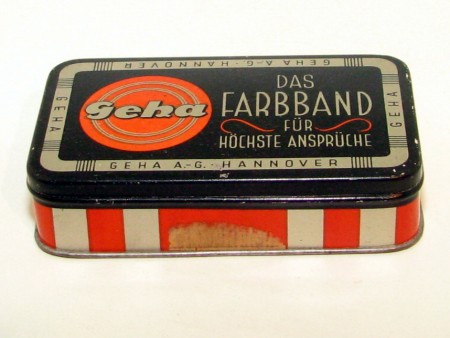 GEHA A.-G. HANNOVER
GEHA
Geha
DAS
FARBBAND
FÜR
HÖCHSTE ANSPRÜCHE
GEHA
GEHA A.-G. HANNOVER